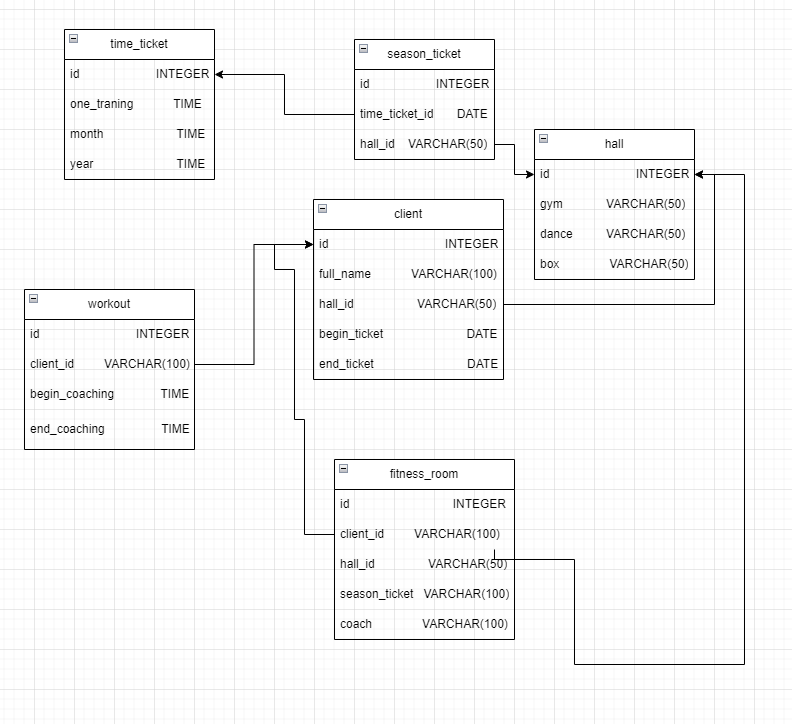 time_ticket
id INTEGER
one_traning TIME
month TIME
year TIME
season_ticket
id INTEGER
time_ticket_id DATE
hall_id VARCHAR(50)
hall
id INTEGER
gym VARCHAR(50)
dance VARCHAR(50)
box VARCHAR(50)
client
id INTEGER
full_name VARCHAR(100)
hall_id VARCHAR(50)
begin_ticket DATE
end_ticket DATE
workout
id INTEGER
client_id VARCHAR(100)
begin_coaching TIME
end_coaching TIME
fitness_room
id INTEGER
client_id VARCHAR(100)
hall_id VARCHAR(50)
season_ticket VARCHAR(100)
coach VARCHAR(100)